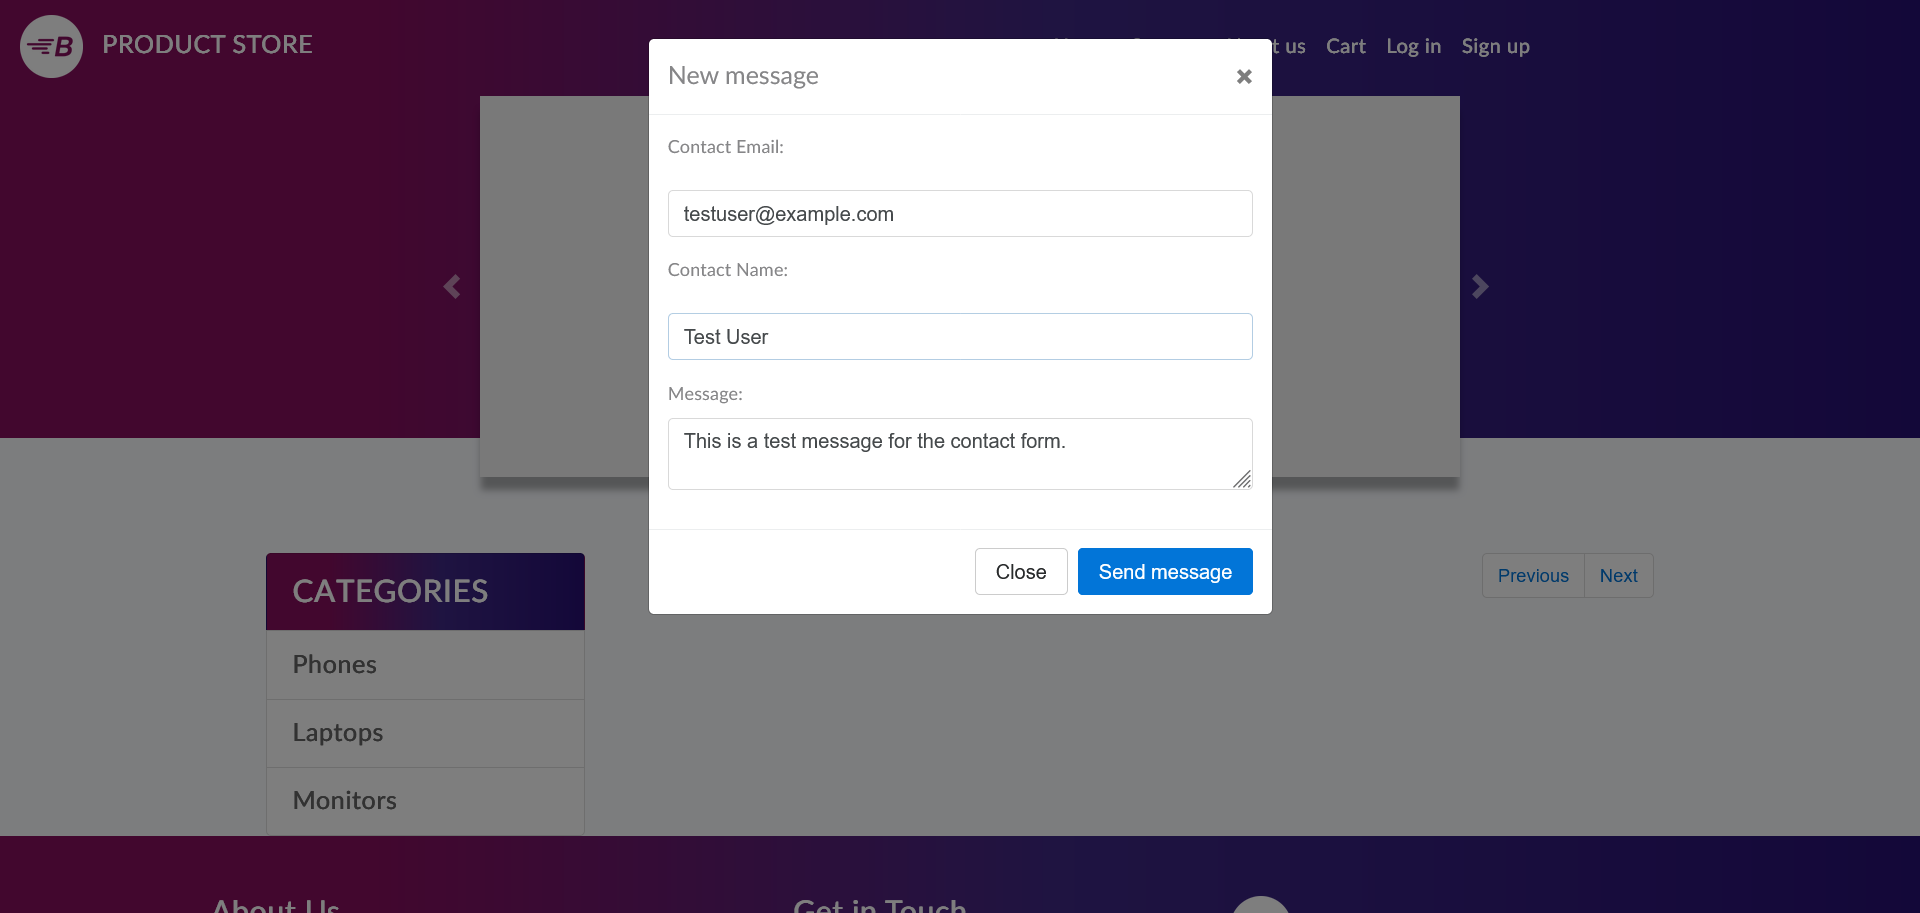 B PRODUCT STORE
t us Cart Log in Sign up
New message
Contact Email:
testuser@example.com
Contact Name:
Test User
Message:
This is a test message for the contact form.
Close Send message
CATEGORIES
Previous Next
Phones
Laptops
Monitors
About Us
Get in Touch